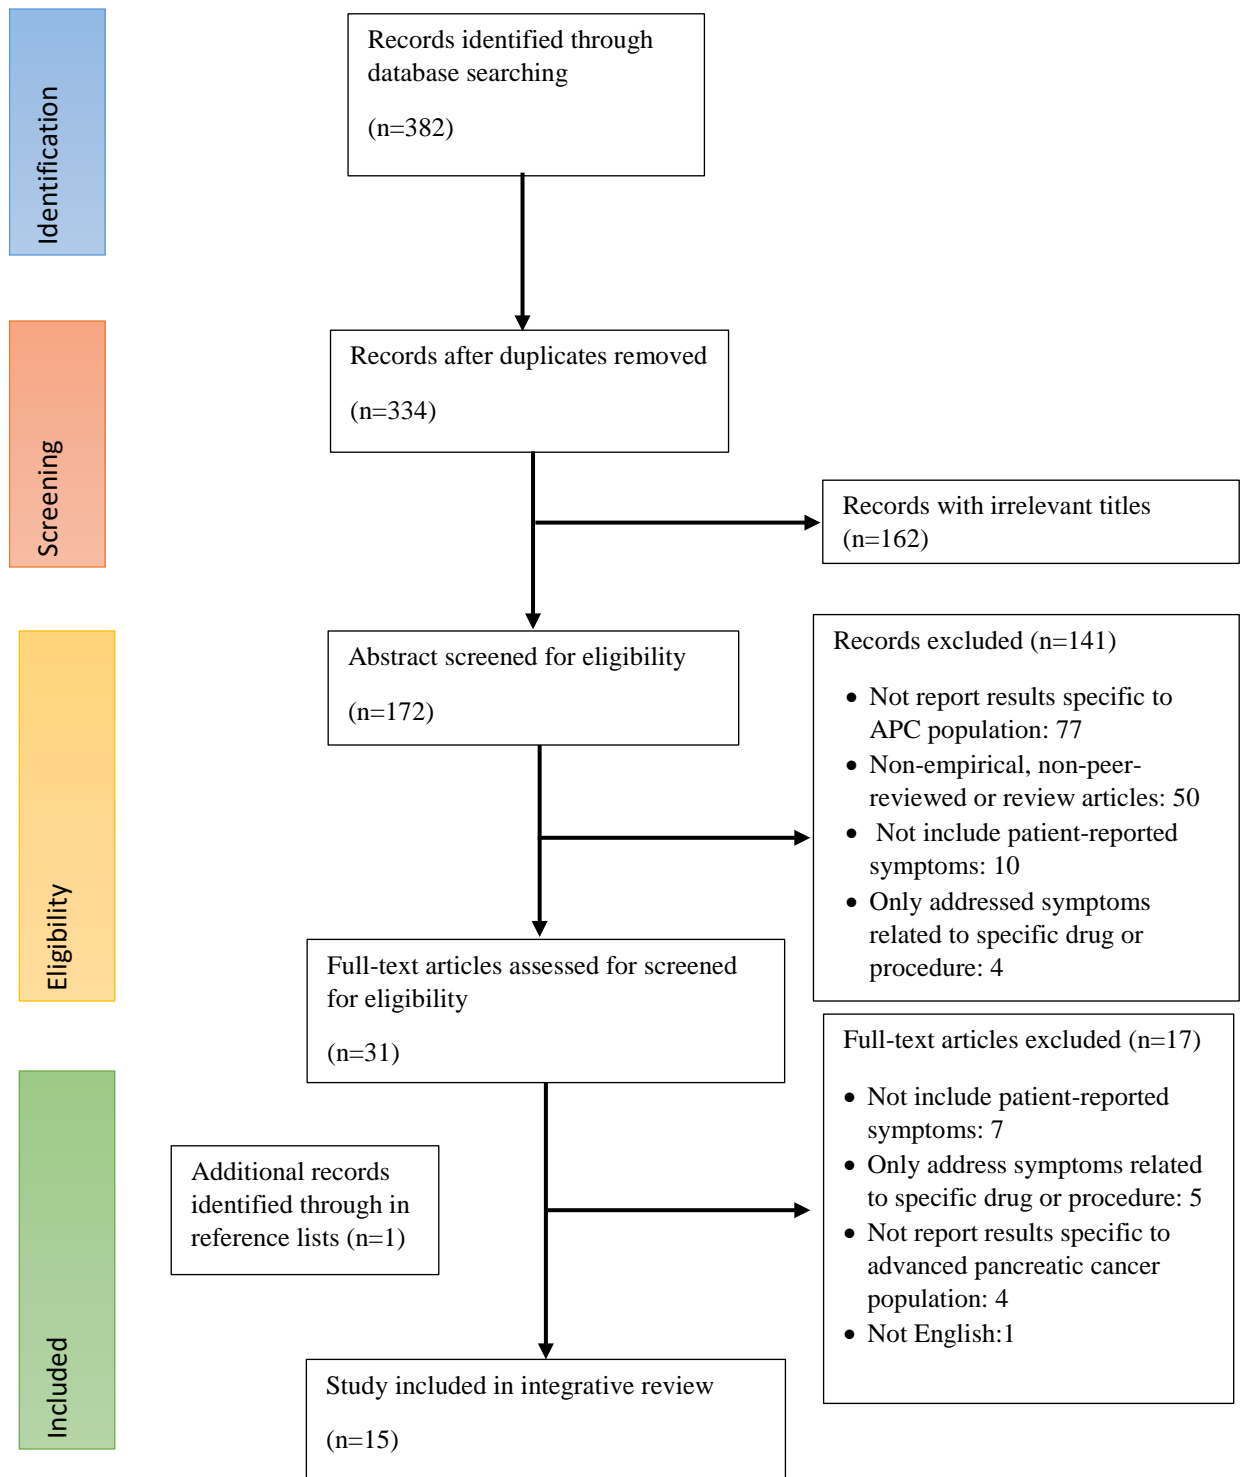 Identification
Records identified through
database searching
(n=382)
Screening
Records after duplicates removed
(n=334)
Records with irrelevant titles
(n=162)
Eligibility
Abstract screened for eligibility
(n=172)
Records excluded (n=141)
• Not report results specific to
APC population: 77
• Non-empirical, non-peer-
reviewed or review articles: 50
• Not include patient-reported
symptoms: 10
• Only addressed symptoms
related to specific drug or
procedure: 4
Full-text articles assessed for screened
for eligibility
(n=31)
Full-text articles excluded (n=17)
• Not include patient-reported
symptoms: 7
• Only address symptoms related
to specific drug or procedure: 5
• Not report results specific to
advanced pancreatic cancer
population: 4
• Not English:1
Included
Additional records
identified through in
reference lists (n=1)
Study included in integrative review
(n=15)